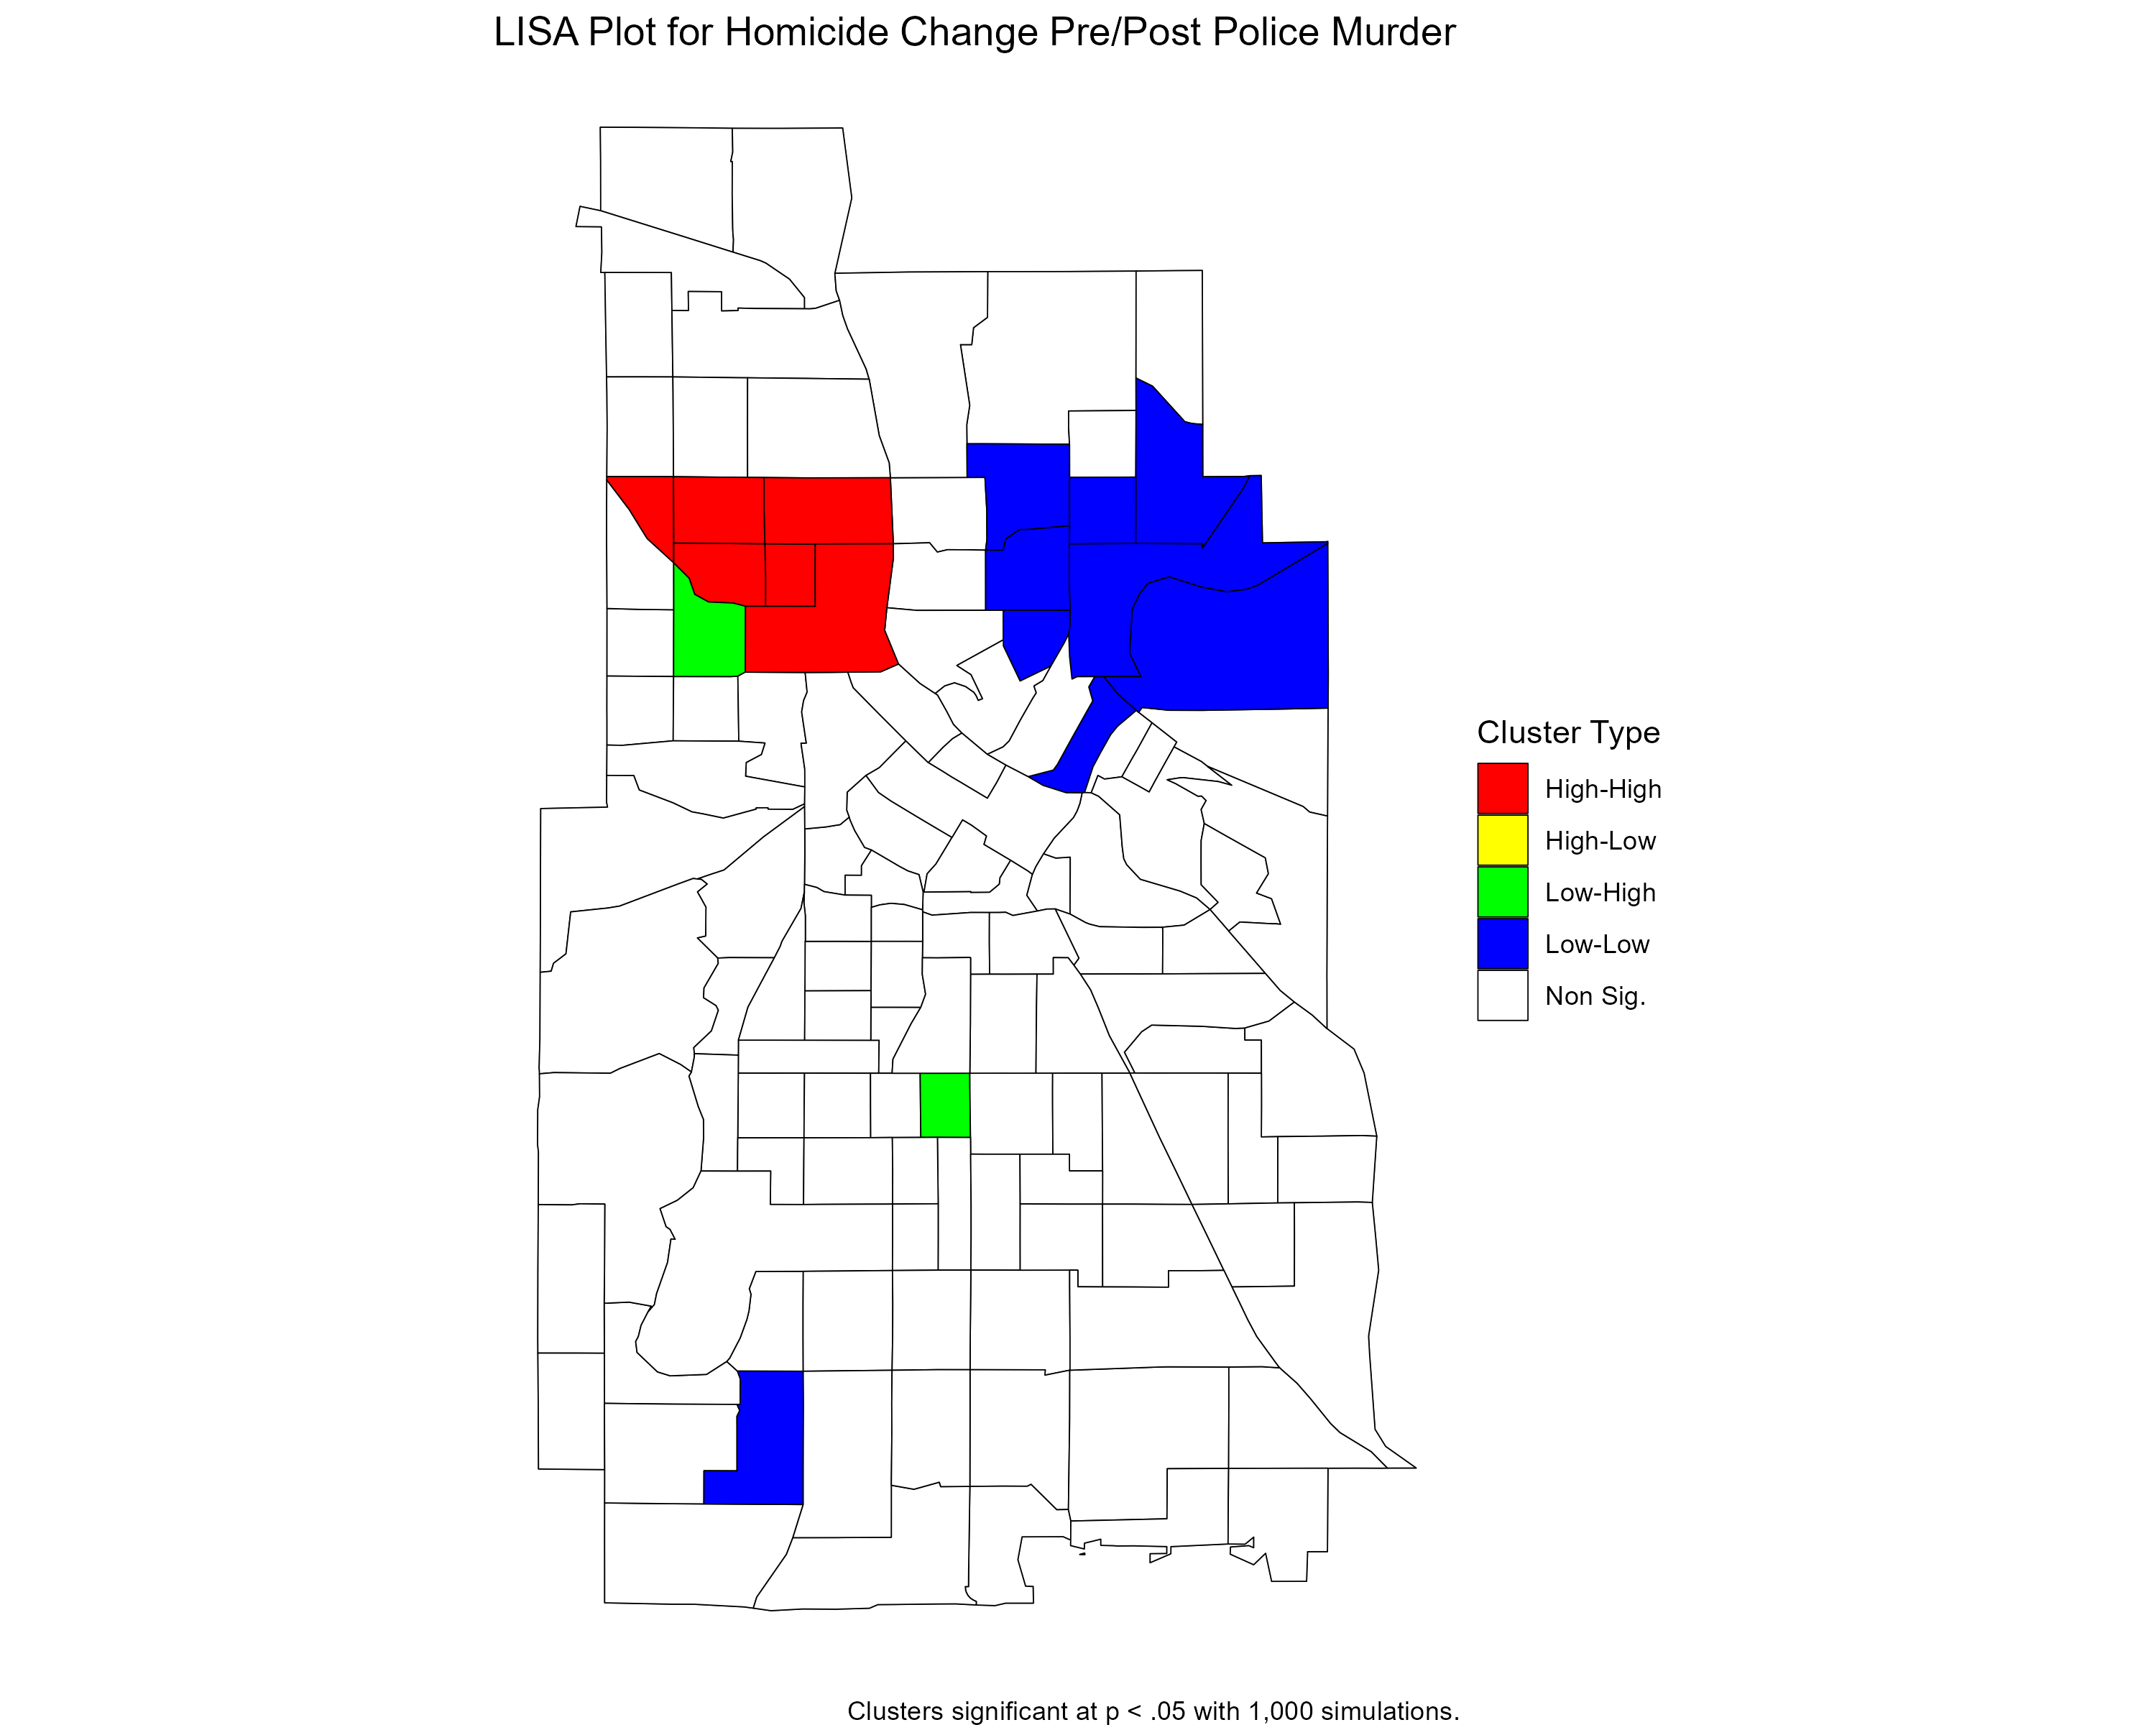 LISA Plot for Homicide Change Pre/Post Police Murder
Cluster Type
High-High
High-Low
Low-High
Low-Low
Non Sig.
Clusters significant at p < .05 with 1,000 simulations.